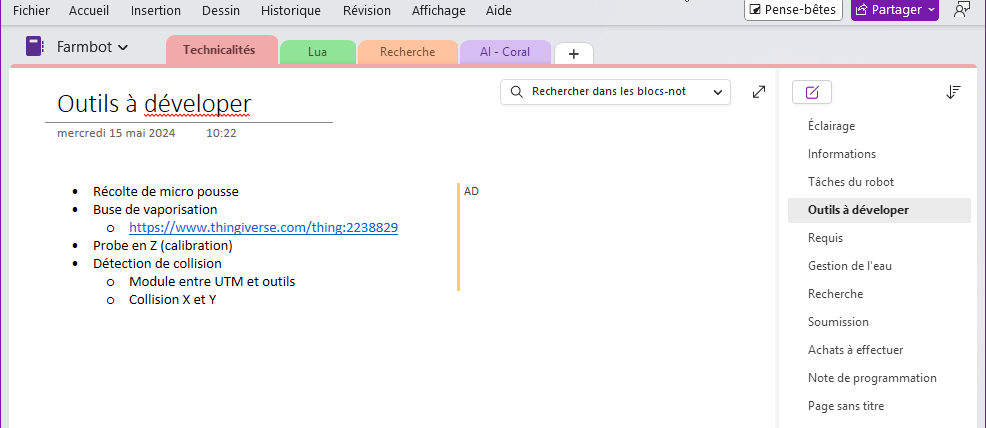 Fichier Accueil Insertion Dessin Historique Révision Affichage Aide Pense-bêtes Partager
Farmbot Technicalités Lua Recherche AI - Coral +
Rechercher dans les blocs-not
Outils à déveloper
mercredi 15 mai 2024 10:22
• Récolte de micro pousse
AD
• Buse de vaporisation
o https://www.thingiverse.com/thing:2238829
• Probe en Z (calibration)
• Détection de collision
o Module entre UTM et outils
o Collision X et Y
Éclairage
Informations
Tâches du robot
Outils à déveloper
Requis
Gestion de l'eau
Recherche
Soumission
Achats à effectuer
Note de programmation
Page sans titre